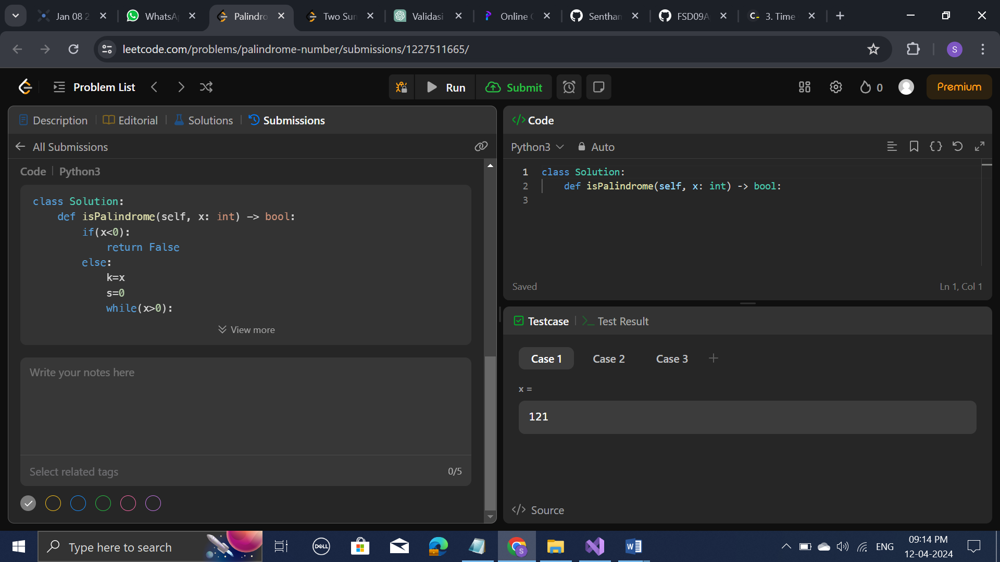 Jan 08 2
WhatsA
Palindro
Two Sun
Validasi
Online
Senthan
FSD09A
3. Time
leetcode.com/problems/palindrome-number/submissions/1227511665/
S
Problem List
Run
Submit
0
Premium
Description
Editorial
Solutions
Submissions
All Submissions
Code
Python3
class Solution:
def isPalindrome(self, x: int) -> bool:
if(x<0):
return False
else:
k=x
s=0
while(x>0):
View more
Write your notes here
Select related tags
0/5
</> Code
Python3
Auto
1 class Solution:
2 def isPalindrome(self, x: int) -> bool:
3
Saved
Ln 1, Col 1
Testcase
Test Result
Case 1
Case 2
Case 3
x =
121
</> Source
Type here to search
DELL
S
W
ENG
09:14 PM
12-04-2024